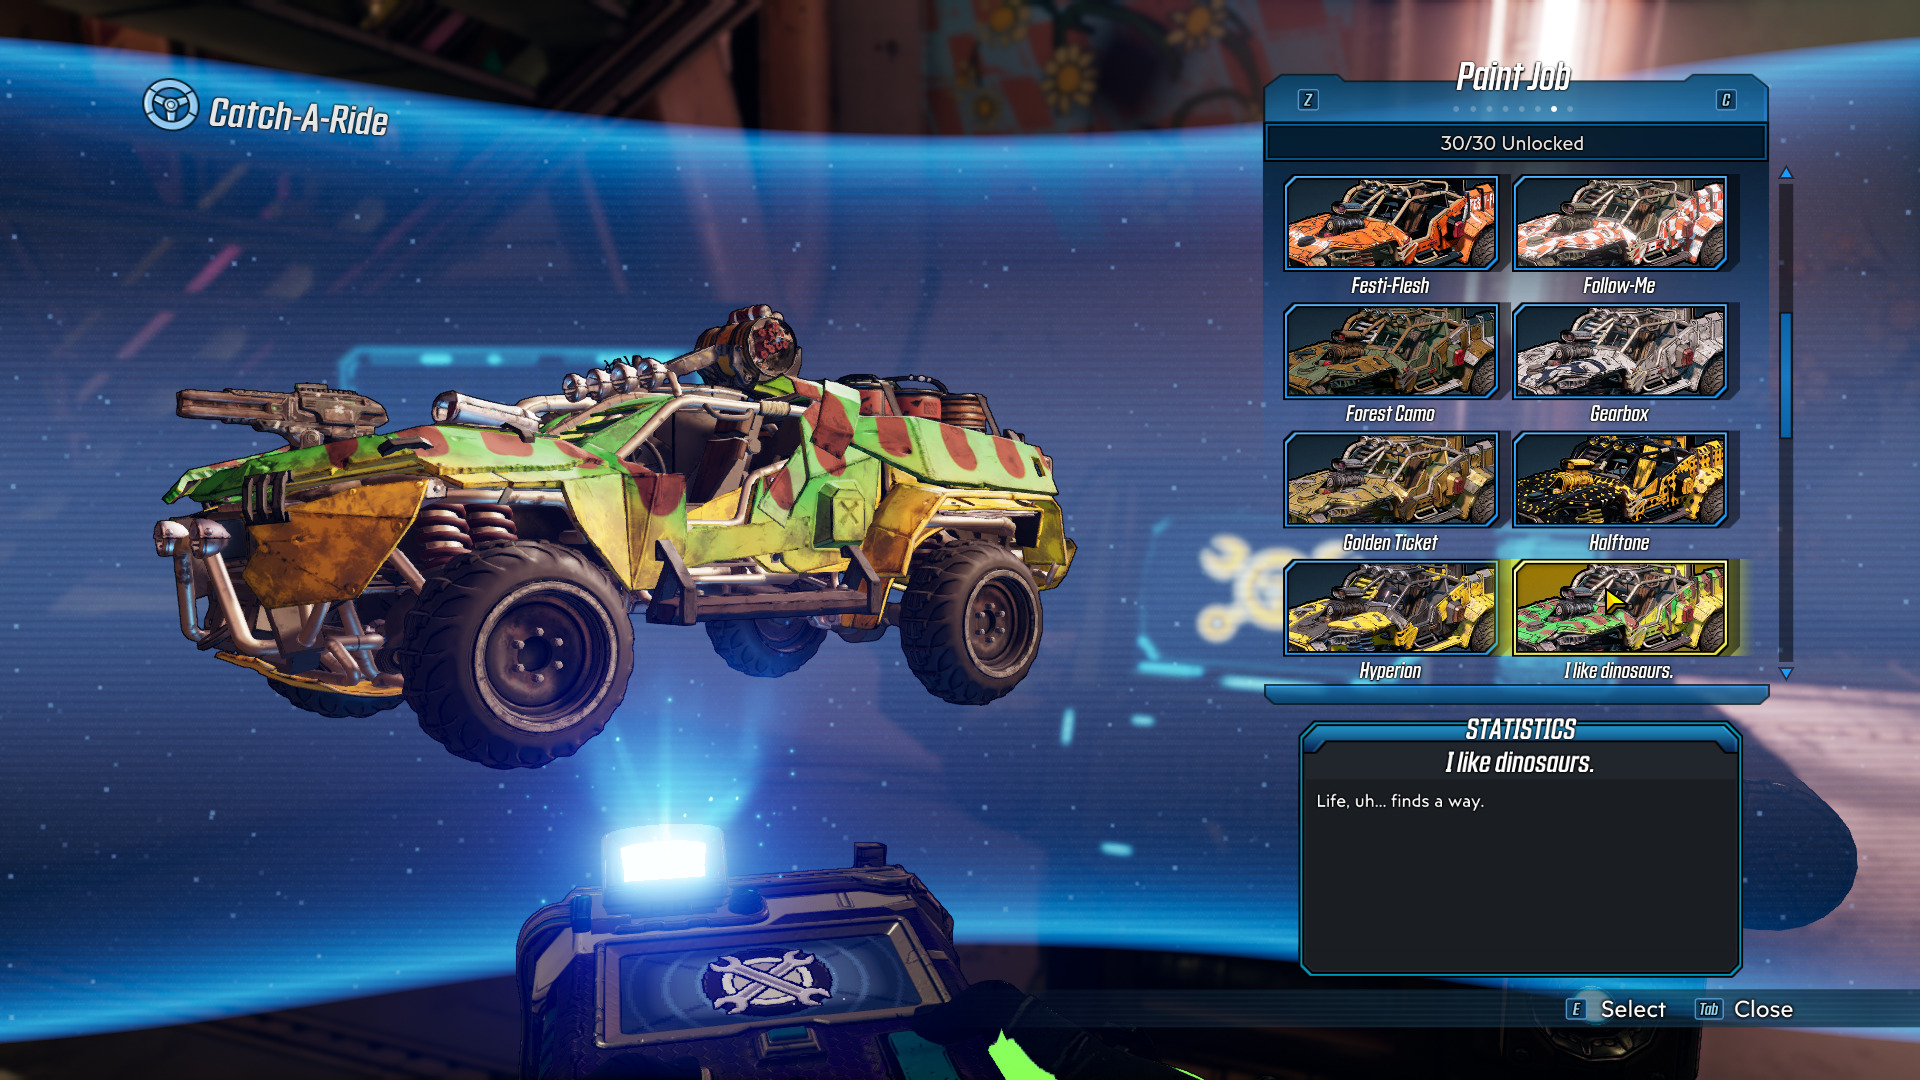 Catch-A-Ride
Paint Job
Z
C
30/30 Unlocked
Festi-Flesh
Follow-Me
Forest Camo
Gearbox
Golden Ticket
Halftone
Hyperion
I like dinosaurs.
STATISTICS
I like dinosaurs.
Life, uh... finds a way.
E Select
Tab Close